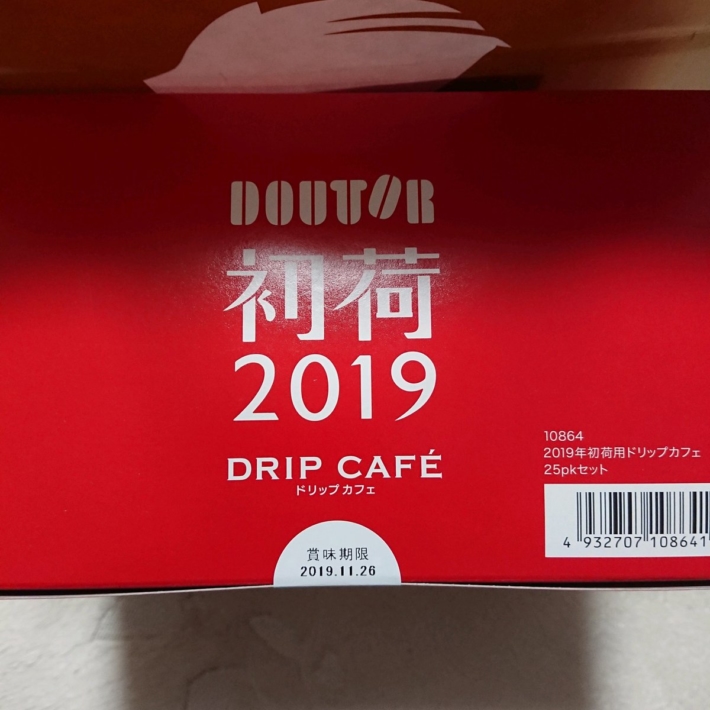 DOUTOR
初荷
2019
DRIP CAFÉ
ドリップ カフェ
10864
2019年初荷用ドリップカフェ
25pkセット
4 932707 108641
賞味期限
2019.11.26